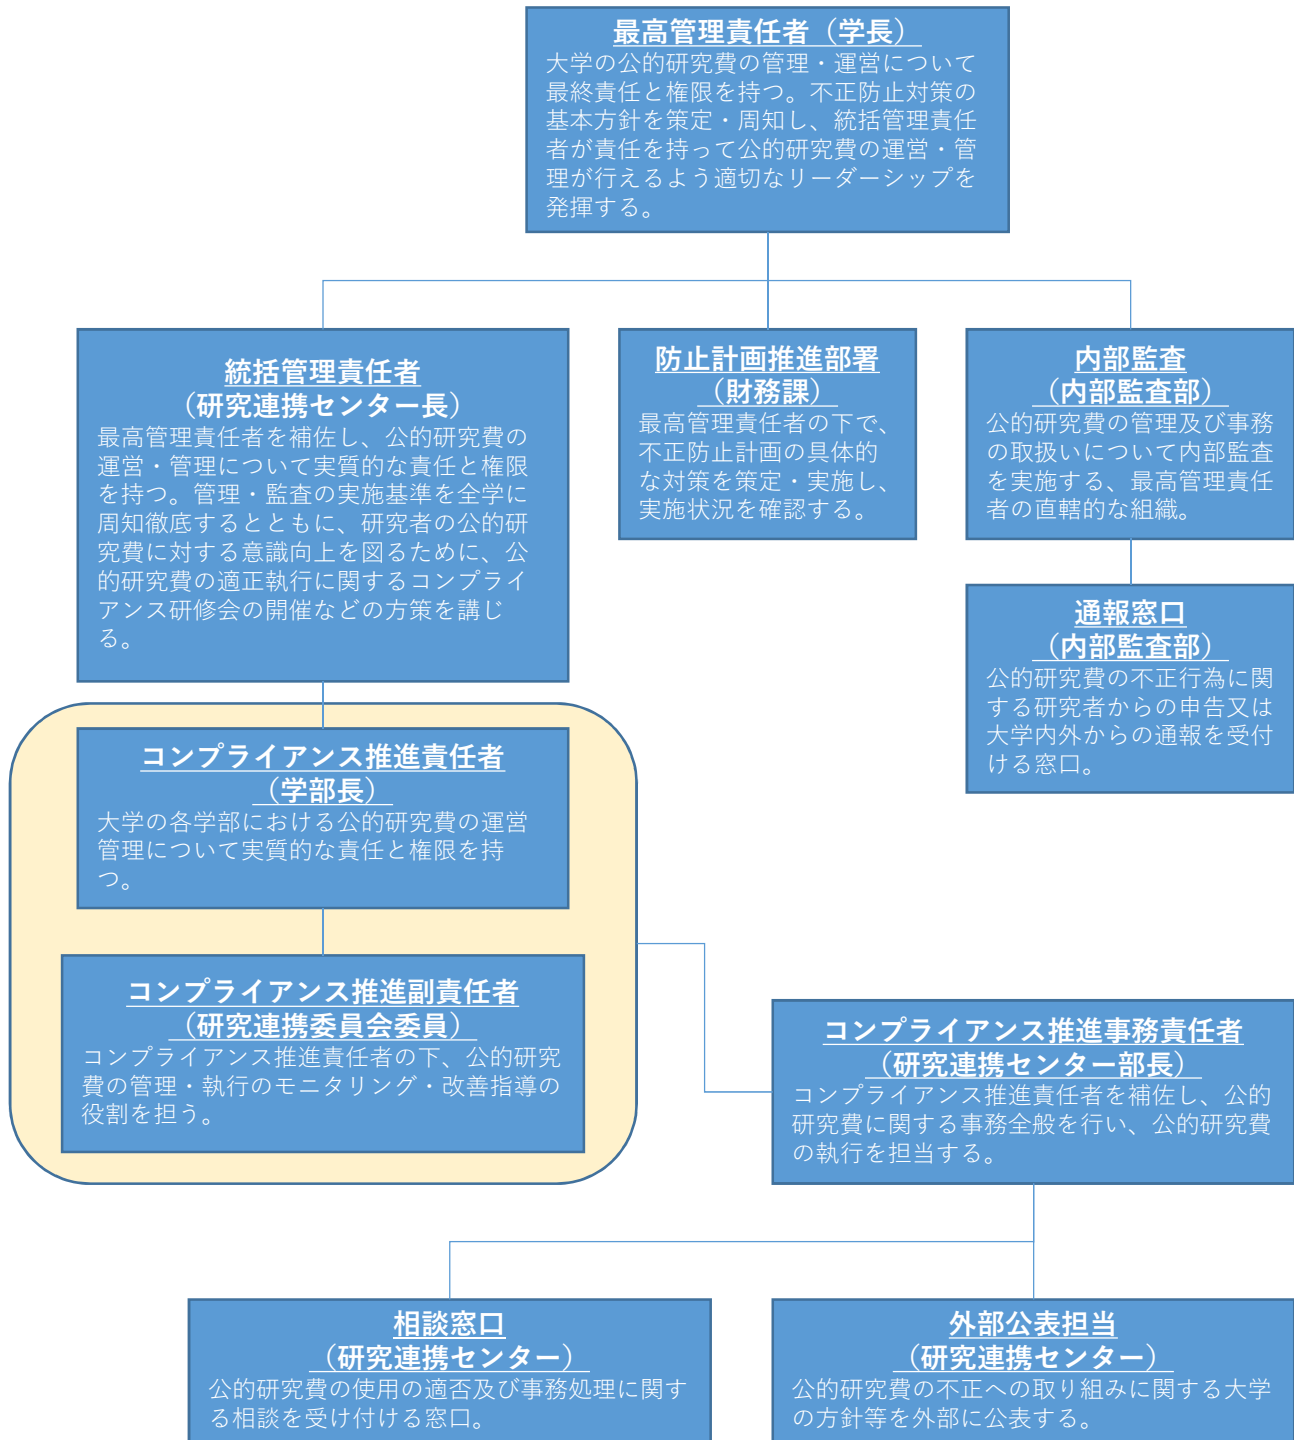 最高管理責任者（学長）
大学の公的研究費の管理・運営について
最終責任と権限を持つ。不正防止対策の
基本方針を策定・周知し、統括管理責任
者が責任を持って公的研究費の運営・管
理が行えるよう適切なリーダーシップを
発揮する。
統括管理責任者
（研究連携センター長）
最高管理責任者を補佐し、公的研究費の
運営・管理について実質的な責任と権限
を持つ。管理・監査の実施基準を全学に
周知徹底するとともに、研究者の公的研
究費に対する意識向上を図るために、公
的研究費の適正執行に関するコンプライ
アンス研修会の開催などの方策を講じ
る。
防止計画推進部署
（財務課）
最高管理責任者の下で、
不正防止計画の具体的
な対策を策定・実施し、
実施状況を確認する。
内部監査
（内部監査部）
公的研究費の管理及び事務
の取扱いについて内部監査
を実施する、最高管理責任
者の直轄的な組織。
通報窓口
（内部監査部）
公的研究費の不正行為に関
する研究者からの申告又は
大学内外からの通報を受付
ける窓口。
コンプライアンス推進責任者
（学部長）
大学の各学部における公的研究費の運営
管理について実質的な責任と権限を持
つ。
コンプライアンス推進副責任者
（研究連携委員会委員）
コンプライアンス推進責任者の下、公的研究
費の管理・執行のモニタリング・改善指導の
役割を担う。
コンプライアンス推進事務責任者
（研究連携センター部長）
コンプライアンス推進責任者を補佐し、公的
研究費に関する事務全般を行い、公的研究費
の執行を担当する。
相談窓口
（研究連携センター）
公的研究費の使用の適否及び事務処理に関す
る相談を受け付ける窓口。
外部公表担当
（研究連携センター）
公的研究費の不正への取り組みに関する大学
の方針等を外部に公表する。